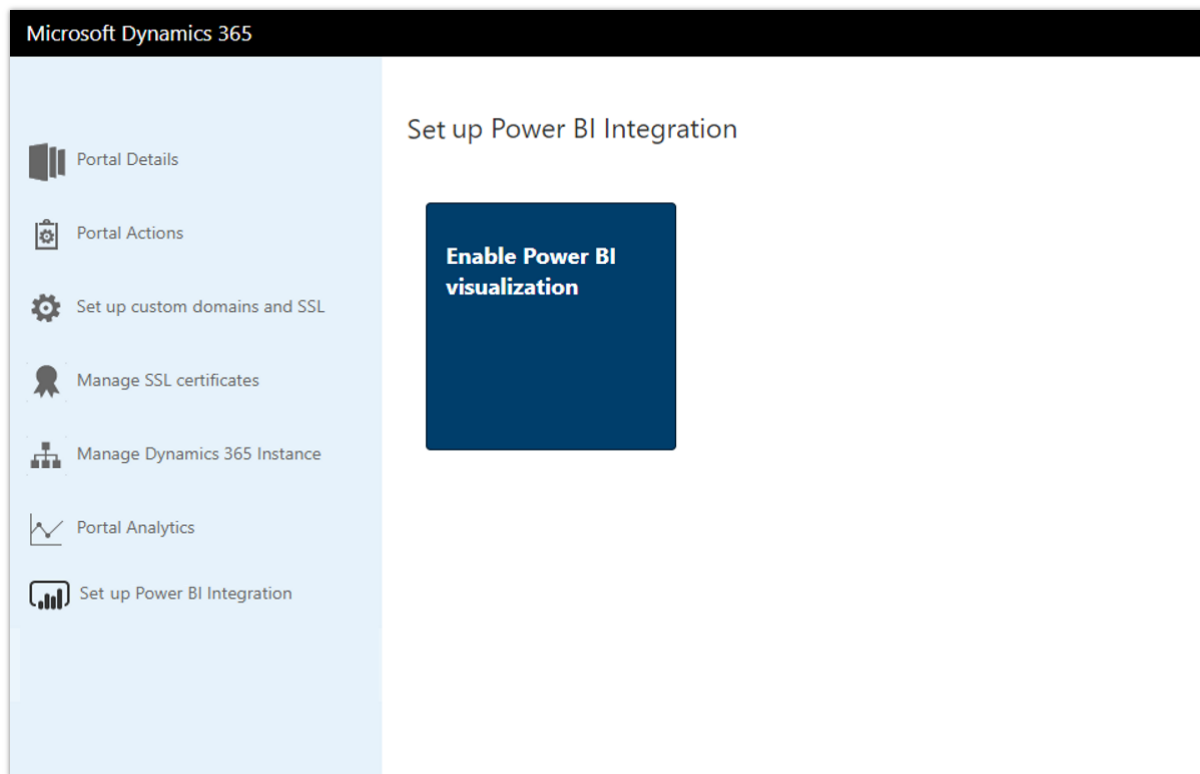 Microsoft Dynamics 365
Portal Details
Portal Actions
Set up custom domains and SSL
Manage SSL certificates
Manage Dynamics 365 Instance
Portal Analytics
Set up Power BI Integration
Set up Power BI Integration
Enable Power BI
visualization